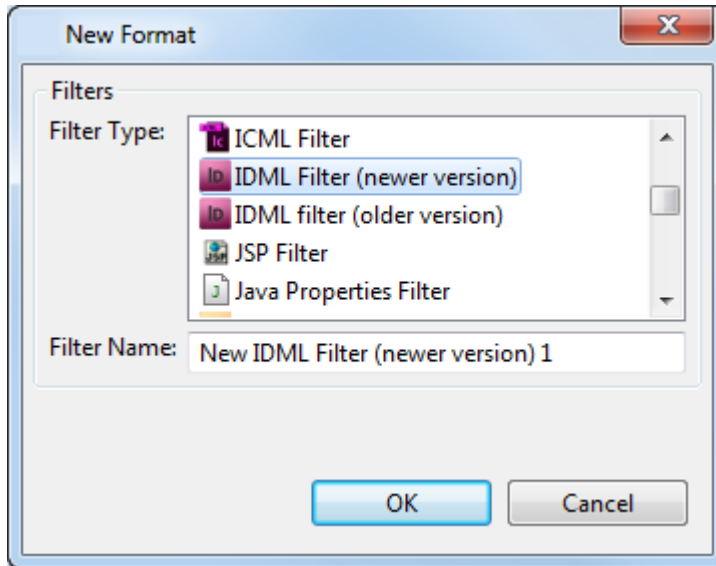 New Format
Filters
Filter Type:
ICML Filter
IDML Filter (newer version)
IDML filter (older version)
JSP Filter
Java Properties Filter
Filter Name: New IDML Filter (newer version) 1
OK Cancel